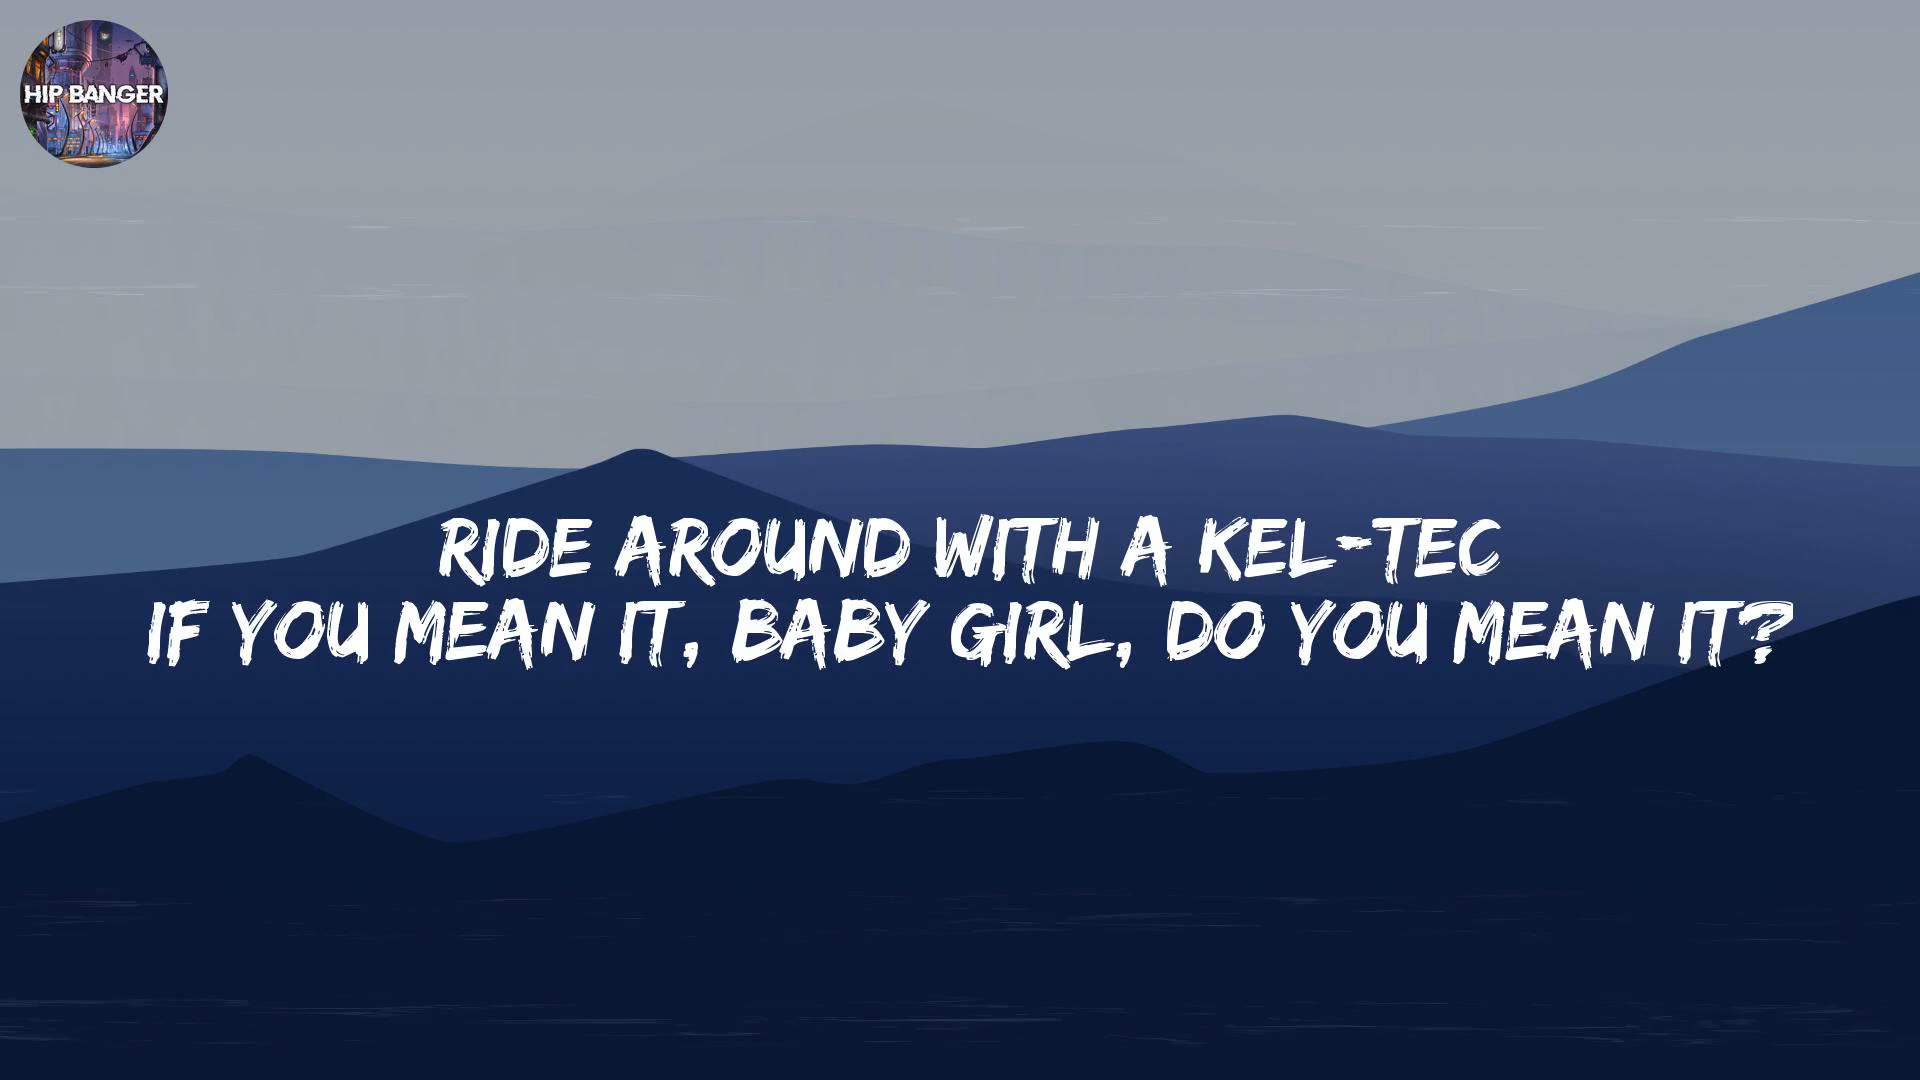 HIP BANGER
RIDE AROUND WITH A KEL-TEC
IF YOU MEAN IT, BABY GIRL, DO YOU MEAN IT?